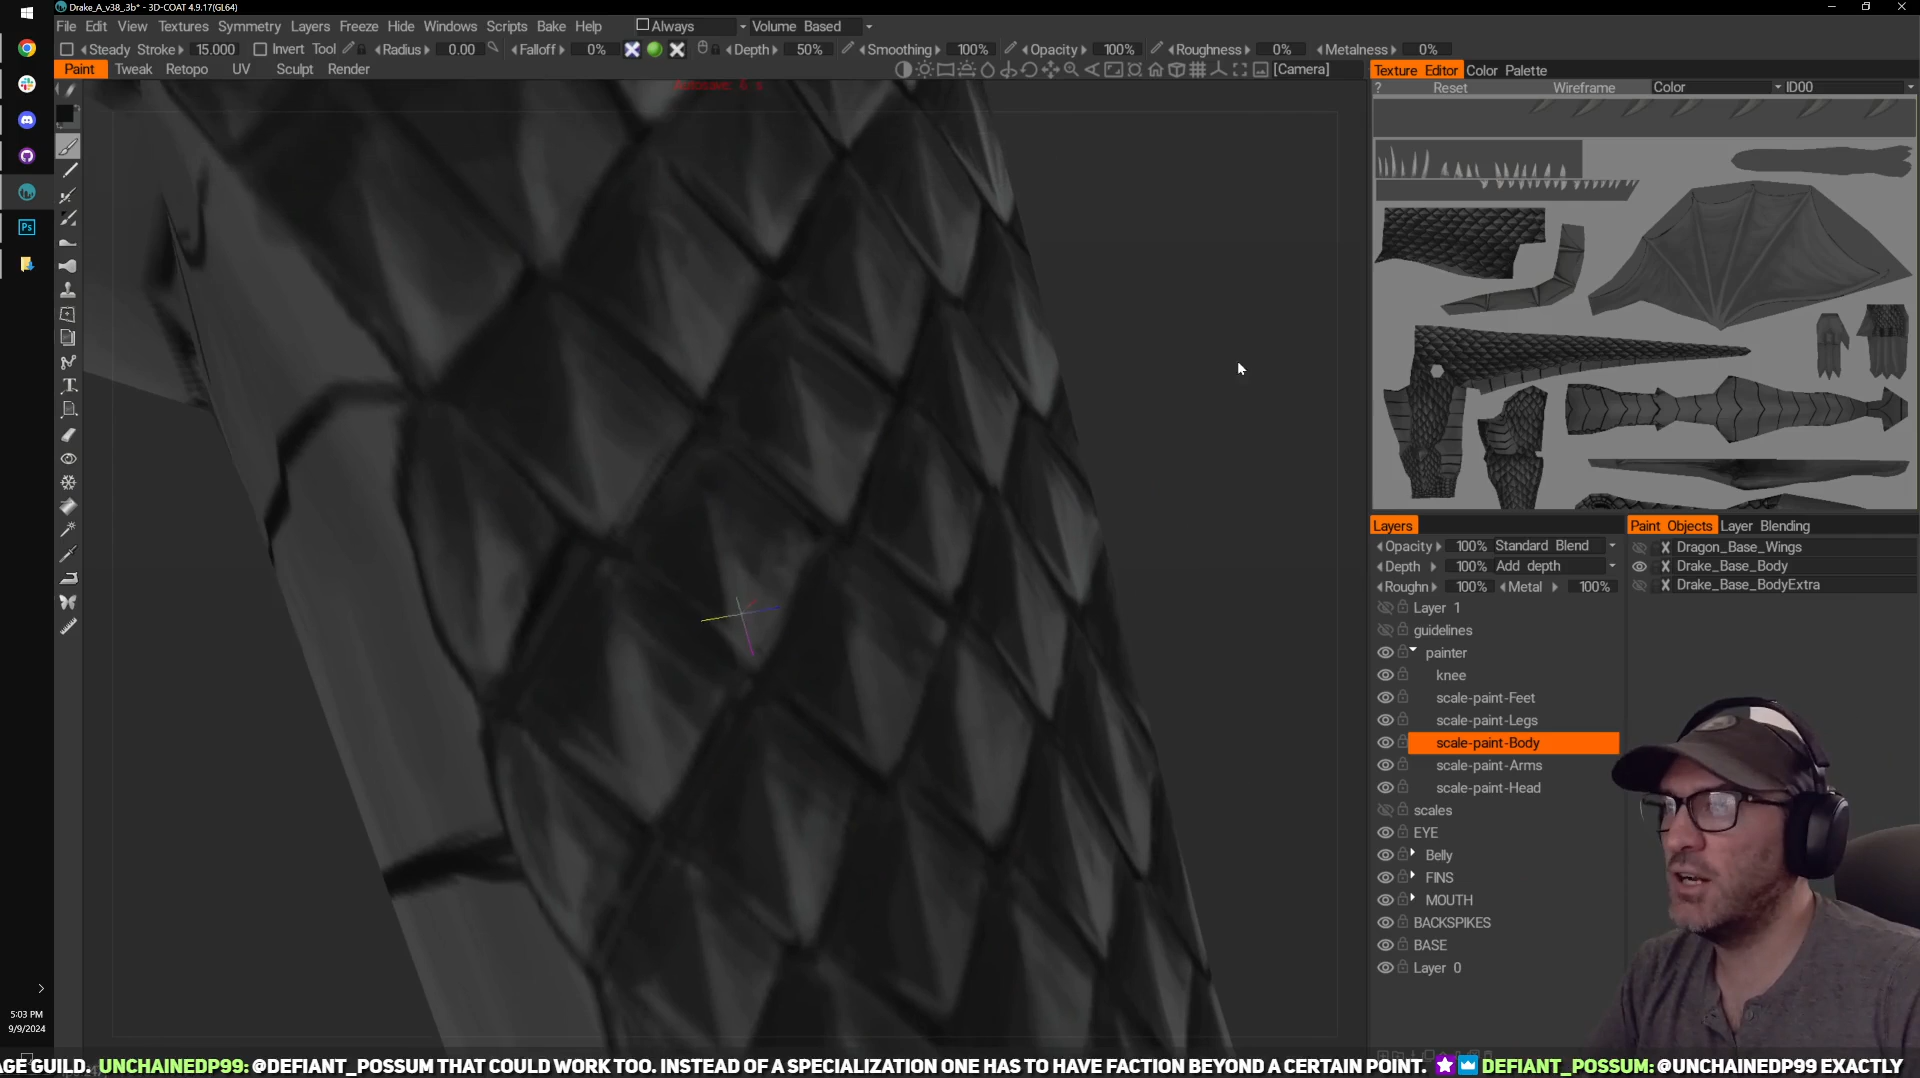 Drake_A_v38_.3b* - 3D-COAT 4.9.17(GL64)
File Edit View Textures Symmetry Layers Freeze Hide Windows Scripts Bake Help Always Volume Based
Steady Stroke 15.000 Invert Tool Radius 0.00 Falloff 0% Depth 50% Smoothing 100% Opacity 100% Roughness 0% Metalness 0%
Paint Tweak Retopo UV Sculpt Render [Camera]
Texture Editor Color Palette
? Reset Wireframe Color ID00
Layers
Opacity 100% Standard Blend
Depth 100% Add depth
Roughn 100% Metal 100%
Layer 1
guidelines
painter
knee
scale-paint-Feet
scale-paint-Legs
scale-paint-Body
scale-paint-Arms
scale-paint-Head
scales
EYE
Belly
FINS
MOUTH
BACKSPIKES
BASE
Layer 0
Paint Objects Layer Blending
Dragon_Base_Wings
Drake_Base_Body
Drake_Base_BodyExtra
Ps
5:03 PM
9/9/2024
AGE GUILD. UNCHAINEDP99: @DEFIANT_POSSUM THAT COULD WORK TOO. INSTEAD OF A SPECIALIZATION ONE HAS TO HAVE FACTION BEYOND A CERTAIN POINT. DEFIANT_POSSUM: @UNCHAINEDP99 EXACTLY